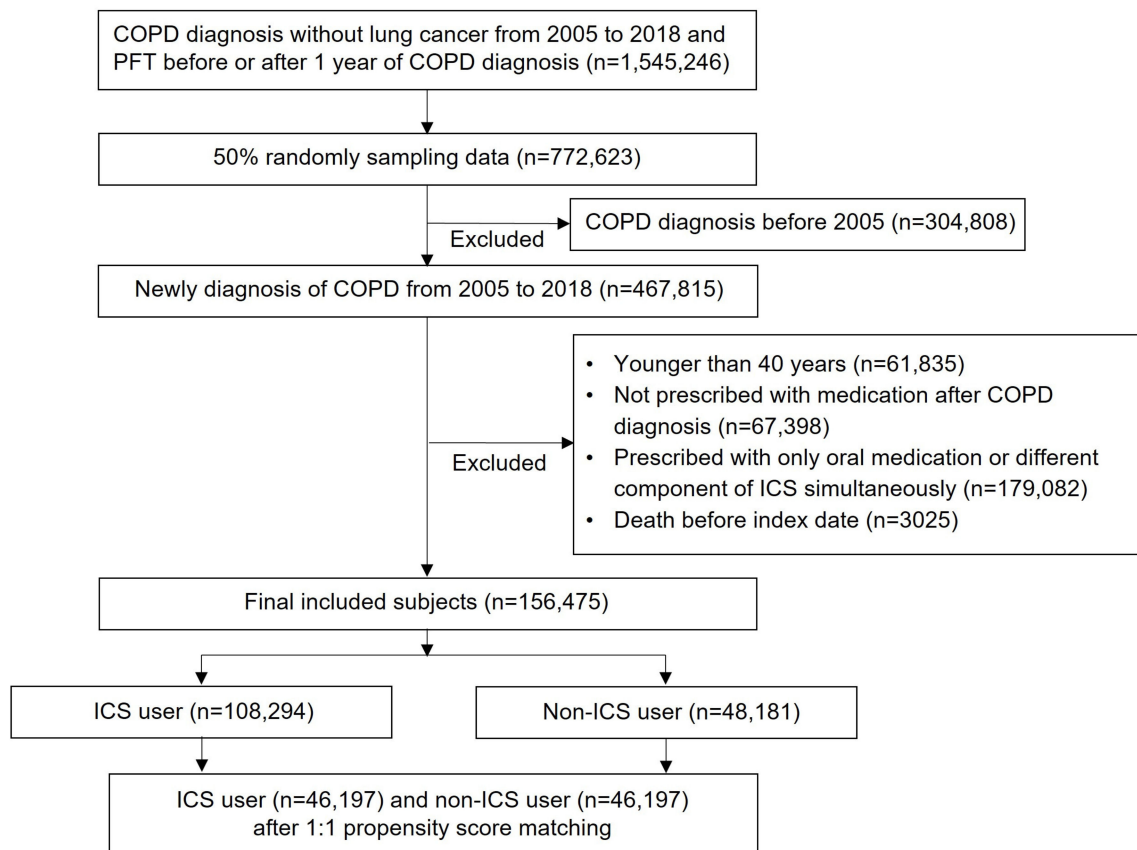 COPD diagnosis without lung cancer from 2005 to 2018 and
PFT before or after 1 year of COPD diagnosis (n=1,545,246)
50% randomly sampling data (n=772,623)
Excluded
COPD diagnosis before 2005 (n=304,808)
Newly diagnosis of COPD from 2005 to 2018 (n=467,815)
• Younger than 40 years (n=61,835)
• Not prescribed with medication after COPD
diagnosis (n=67,398)
• Prescribed with only oral medication or different
component of ICS simultaneously (n=179,082)
• Death before index date (n=3025)
Excluded
Final included subjects (n=156,475)
ICS user (n=108,294)
Non-ICS user (n=48,181)
ICS user (n=46,197) and non-ICS user (n=46,197)
after 1:1 propensity score matching